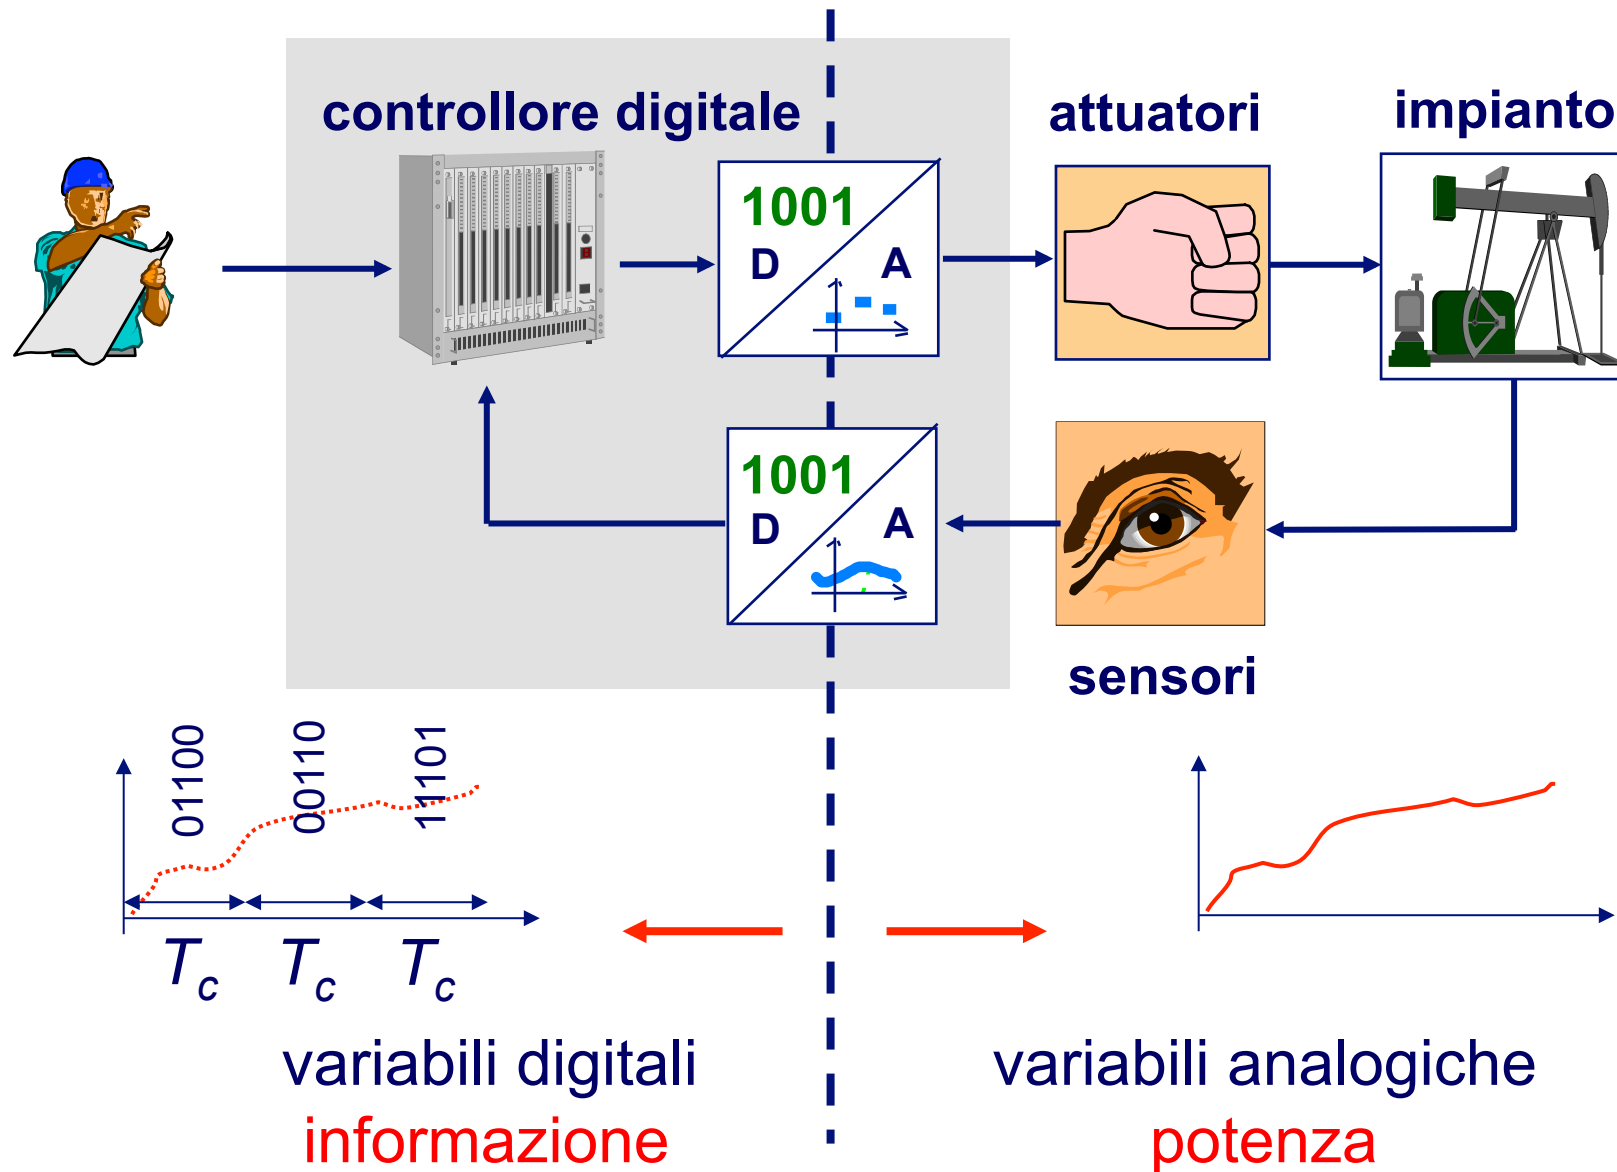 controllore digitale
attuatori
impianto
1001
D
A
1001
D
A
sensori
01100
00110
11101
Tc
Tc
Tc
variabili digitali
informazione
variabili analogiche
potenza